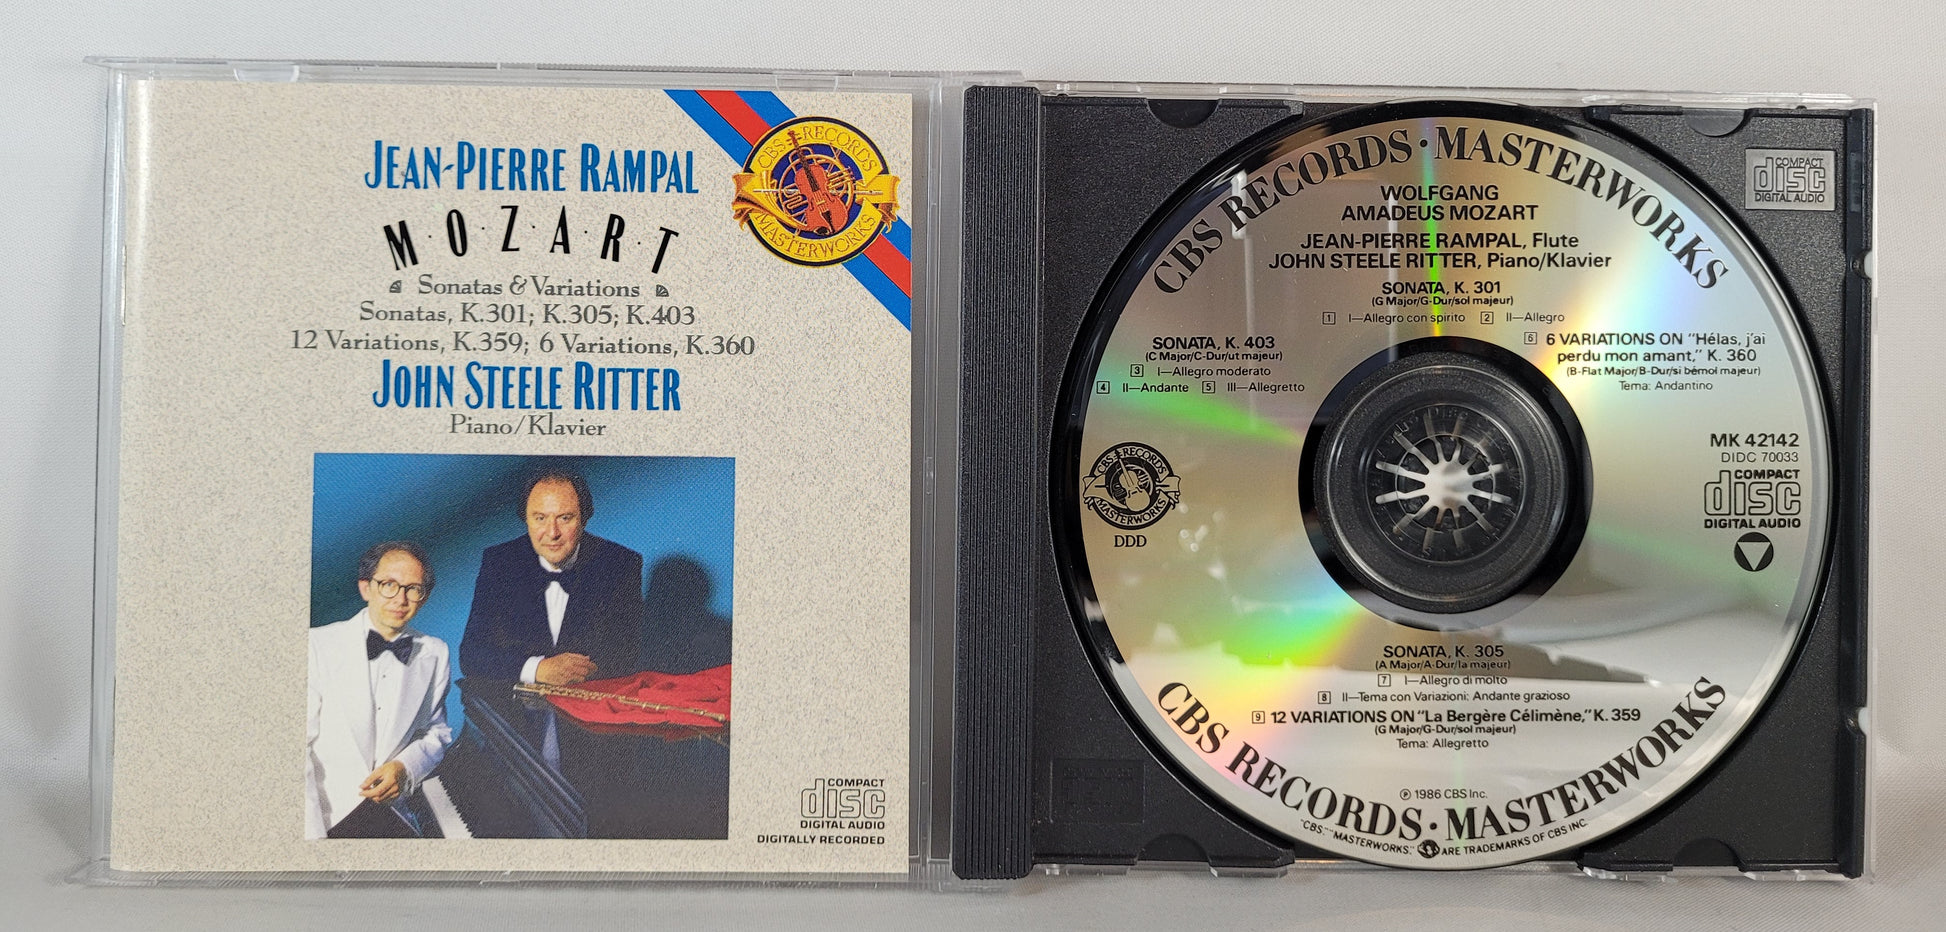 JEAN-PIERRE RAMPAL
M·O·Z·A·R·T
Sonatas & Variations
Sonatas, K.301; K.305; K.403
12 Variations, K.359; 6 Variations, K.360
JOHN STEELE RITTER
Piano/Klavier
CBS RECORDS
MASTERWORKS
COMPACT
disc
DIGITAL AUDIO
DIGITALLY RECORDED
CBS RECORDS · MASTERWORKS
WOLFGANG
AMADEUS MOZART
JEAN-PIERRE RAMPAL, Flute
JOHN STEELE RITTER, Piano/Klavier
SONATA, K. 301
(G Major/G-Dur/sol majeur)
1 I—Allegro con spirito 2 II—Allegro
SONATA, K. 403
(C Major/C-Dur/ut majeur)
3 I—Allegro moderato
4 II—Andante 5 III—Allegretto
6 6 VARIATIONS ON "Hélas, j'ai
perdu mon amant," K. 360
(B-Flat Major/B-Dur/si bémol majeur)
Tema: Andantino
CBS RECORDS
MASTERWORKS
DDD
MK 42142
DIDC 70033
COMPACT
disc
DIGITAL AUDIO
SONATA, K. 305
(A Major/A-Dur/la majeur)
7 I—Allegro di molto
8 II—Tema con Variazioni: Andante grazioso
9 12 VARIATIONS ON "La Bergère Célimène," K. 359
(G Major/G-Dur/sol majeur)
Tema: Allegretto
℗ 1986 CBS Inc.
CBS RECORDS · MASTERWORKS
"CBS," "MASTERWORKS," ARE TRADEMARKS OF CBS INC.
COMPACT
disc
DIGITAL AUDIO